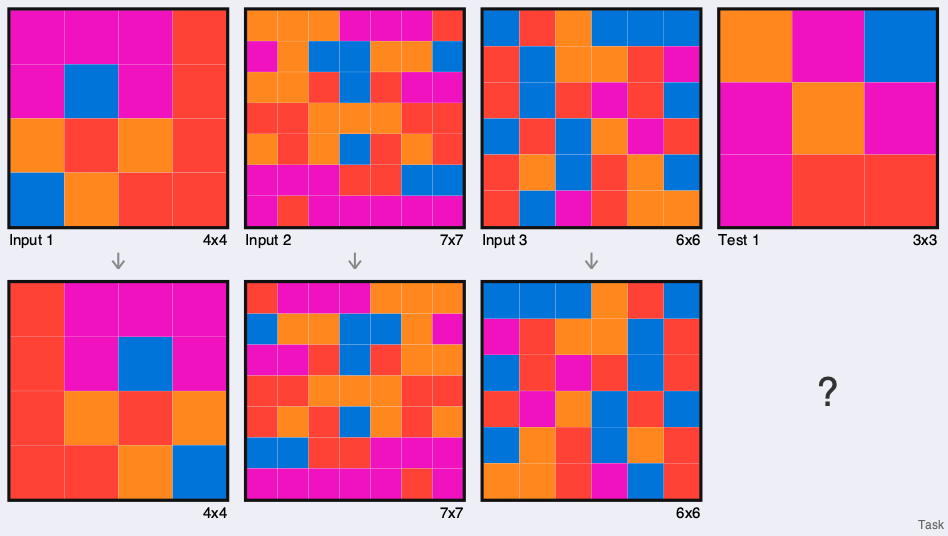 Input 1 4x4
Input 2 7x7
Input 3 6x6
Test 1 3x3
4x4
7x7
6x6
?
Task